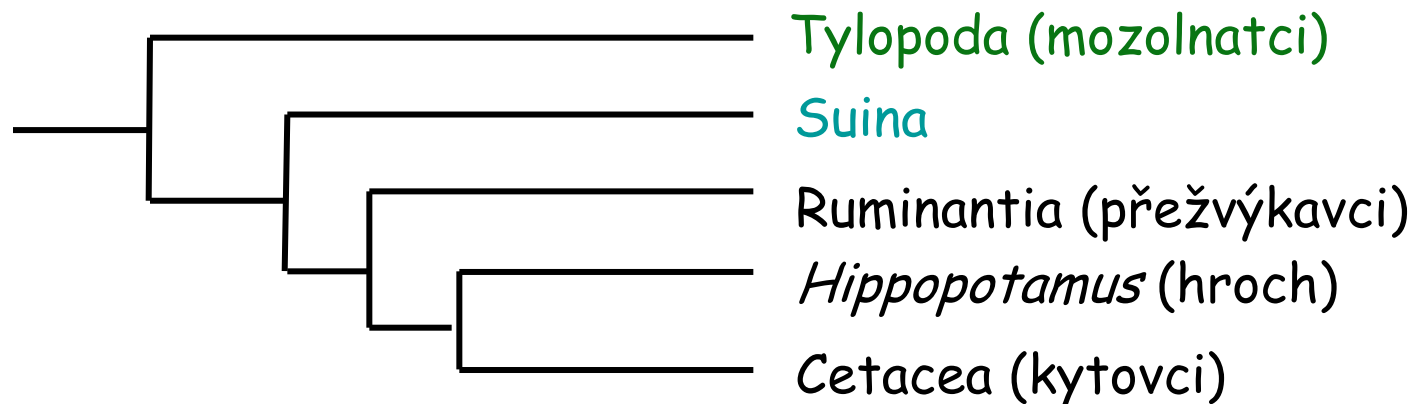 Tylopoda (mozolnatci)
Suina
Ruminantia (přežvýkavci)
Hippopotamus (hroch)
Cetacea (kytovci)